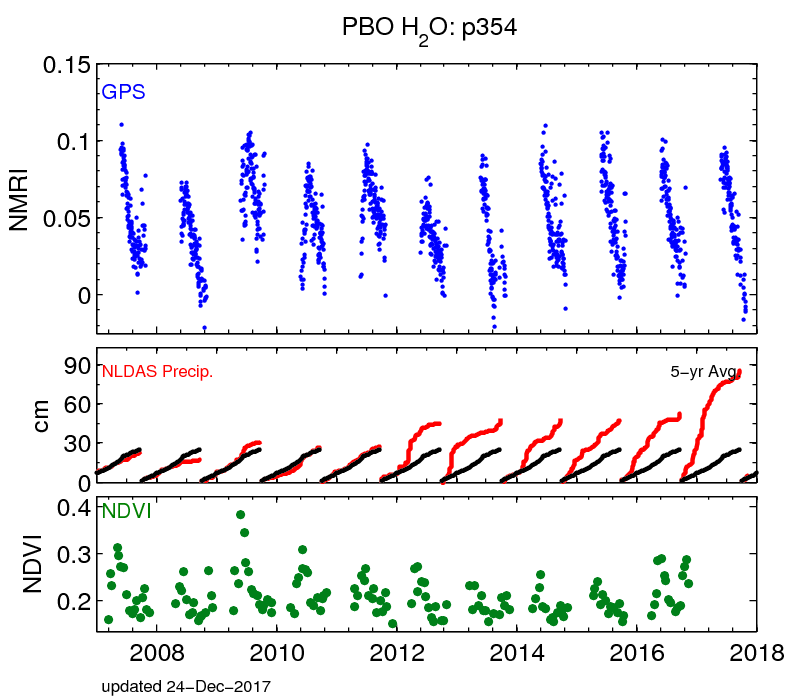 PBO H2O: p354
0.15
GPS
0.1
NMRI
0.05
0
90
NLDAS Precip.
5-yr Avg.
60
cm
30
0
0.4
NDVI
0.3
NDVI
0.2
2008 2010 2012 2014 2016 2018
updated 24-Dec-2017